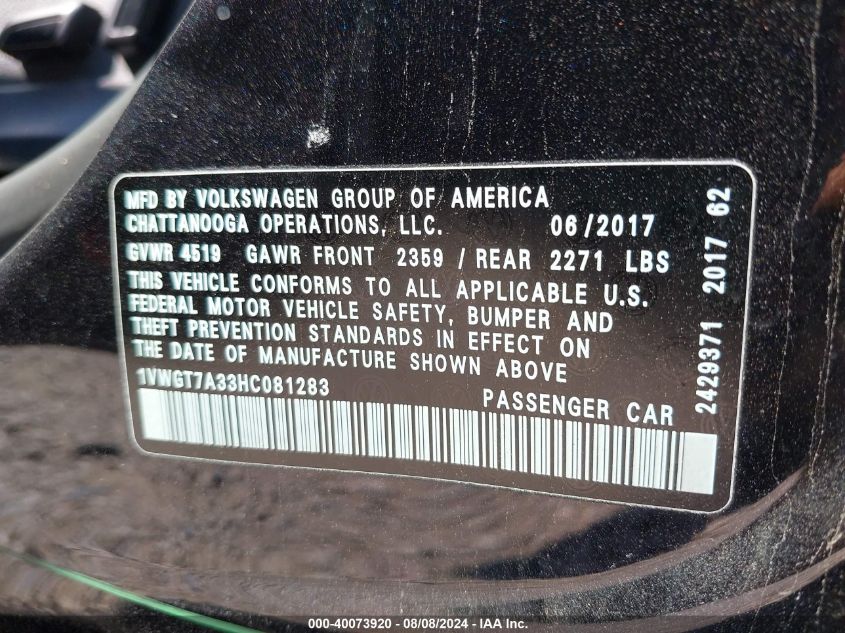 MFD BY VOLKSWAGEN GROUP OF AMERICA
CHATTANOOGA OPERATIONS, LLC. 06/2017
GVWR 4519 GAWR FRONT 2359 / REAR 2271 LBS
THIS VEHICLE CONFORMS TO ALL APPLICABLE U.S.
FEDERAL MOTOR VEHICLE SAFETY, BUMPER AND
THEFT PREVENTION STANDARDS IN EFFECT ON
THE DATE OF MANUFACTURE SHOWN ABOVE
1VWGT7A33HC081283 PASSENGER CAR
2429371 2017 62
000-40073920 - 08/08/2024 - IAA Inc.